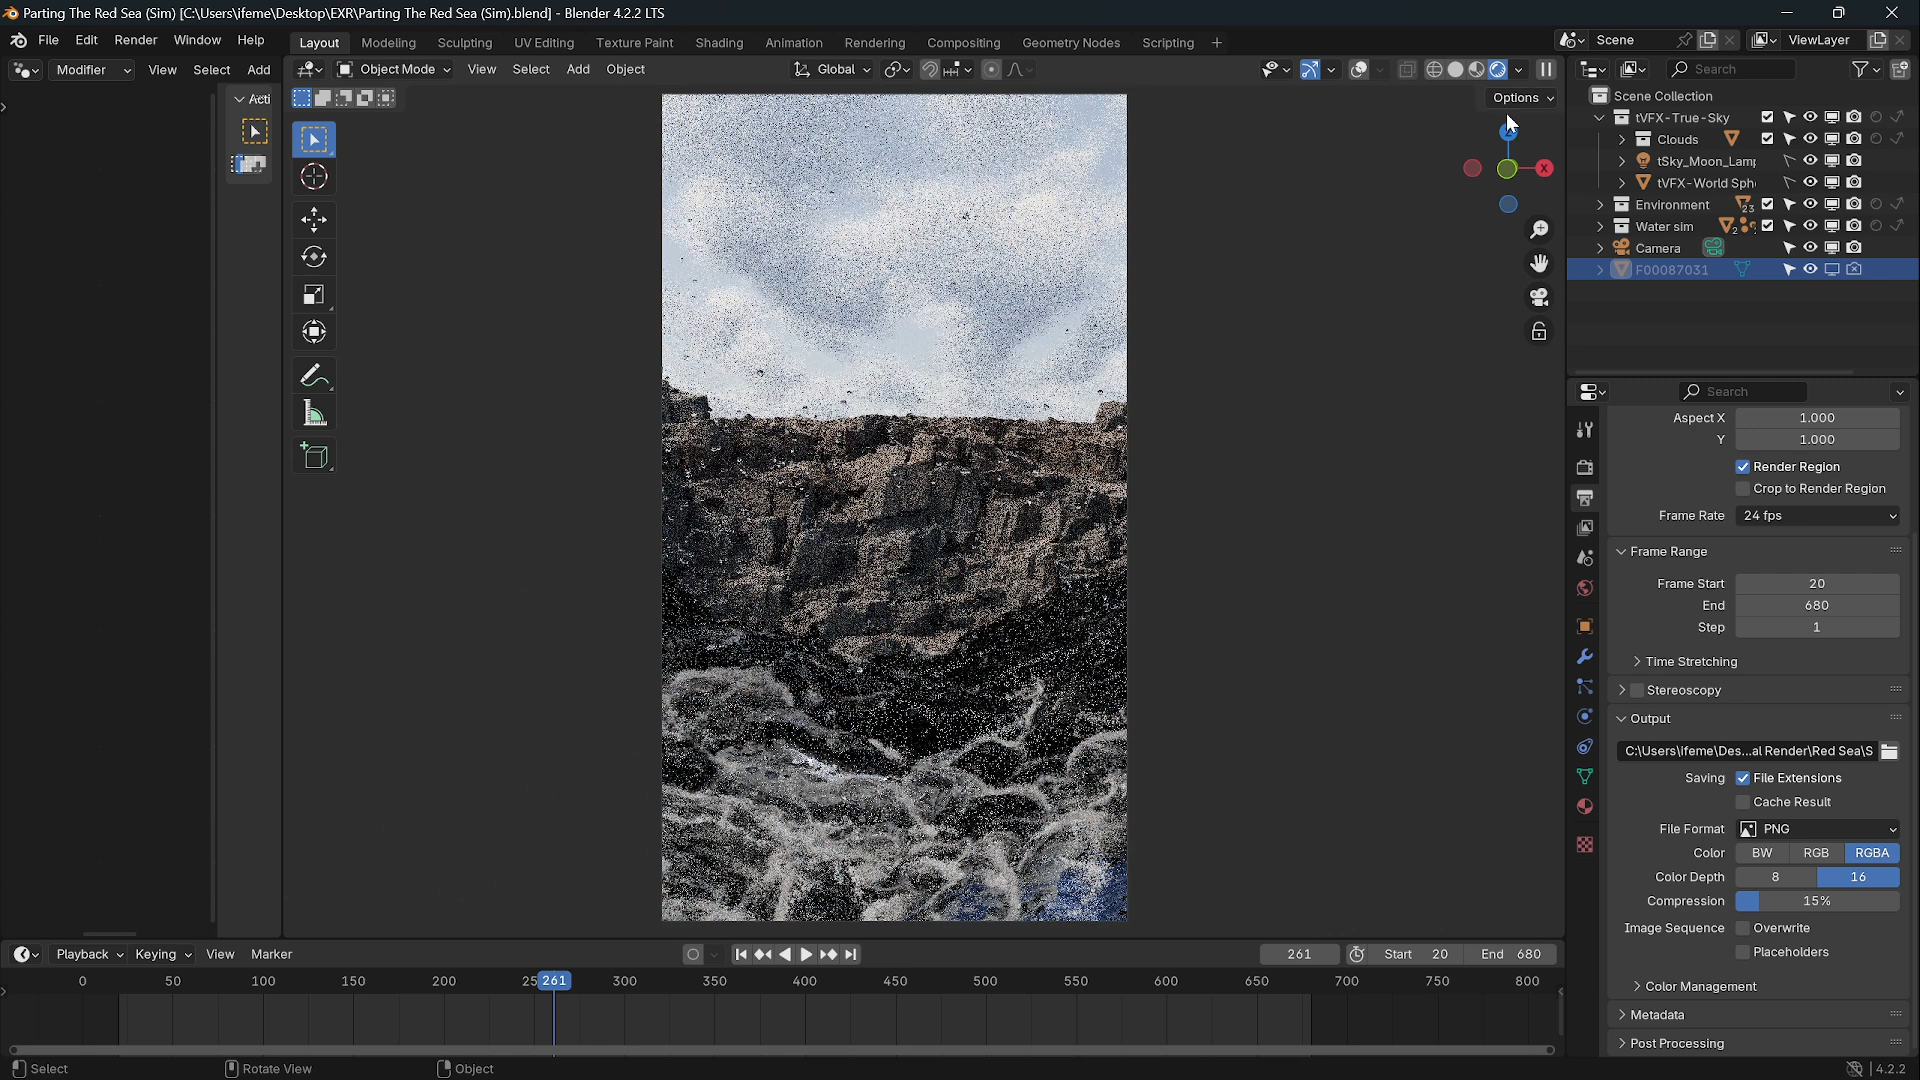 Parting The Red Sea (Sim) [C:\Users\ifeme\Desktop\EXR\Parting The Red Sea (Sim).blend] - Blender 4.2.2 LTS
File Edit Render Window Help
Layout Modeling Sculpting UV Editing Texture Paint Shading Animation Rendering Compositing Geometry Nodes Scripting +
Scene
ViewLayer
Modifier View Select Add
Object Mode View Select Add Object
Global
Search
Acti
Options
X
Scene Collection
tVFX-True-Sky
Clouds
tSky_Moon_Lamp
tVFX-World Sph
Environment 23
Water sim 2
Camera
F00087031
Search
Aspect X 1.000
Y 1.000
Render Region
Crop to Render Region
Frame Rate 24 fps
Frame Range
Frame Start 20
End 680
Step 1
Time Stretching
Stereoscopy
Output
C:\Users\Ifeme\Des...al Render\Red Sea\S
Saving File Extensions
Cache Result
File Format PNG
Color BW RGB RGBA
Color Depth 8 16
Compression 15%
Image Sequence Overwrite
Placeholders
Color Management
Metadata
Post Processing
Playback Keying View Marker
261 Start 20 End 680
0 50 100 150 200 25 261 300 350 400 450 500 550 600 650 700 750 800
Select Rotate View Object
4.2.2